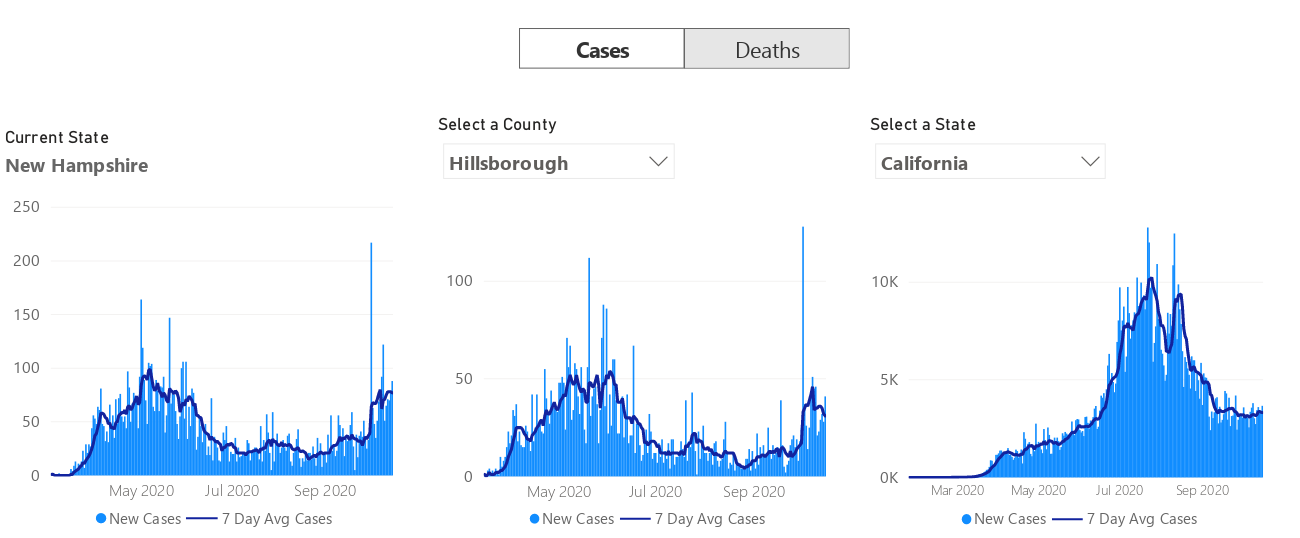 Cases Deaths
Current State
New Hampshire
250
200
150
100
50
0
May 2020 Jul 2020 Sep 2020
New Cases 7 Day Avg Cases
Select a County
Hillsborough
100
50
0
May 2020 Jul 2020 Sep 2020
New Cases 7 Day Avg Cases
Select a State
California
10K
5K
0K
Mar 2020 May 2020 Jul 2020 Sep 2020
New Cases 7 Day Avg Cases